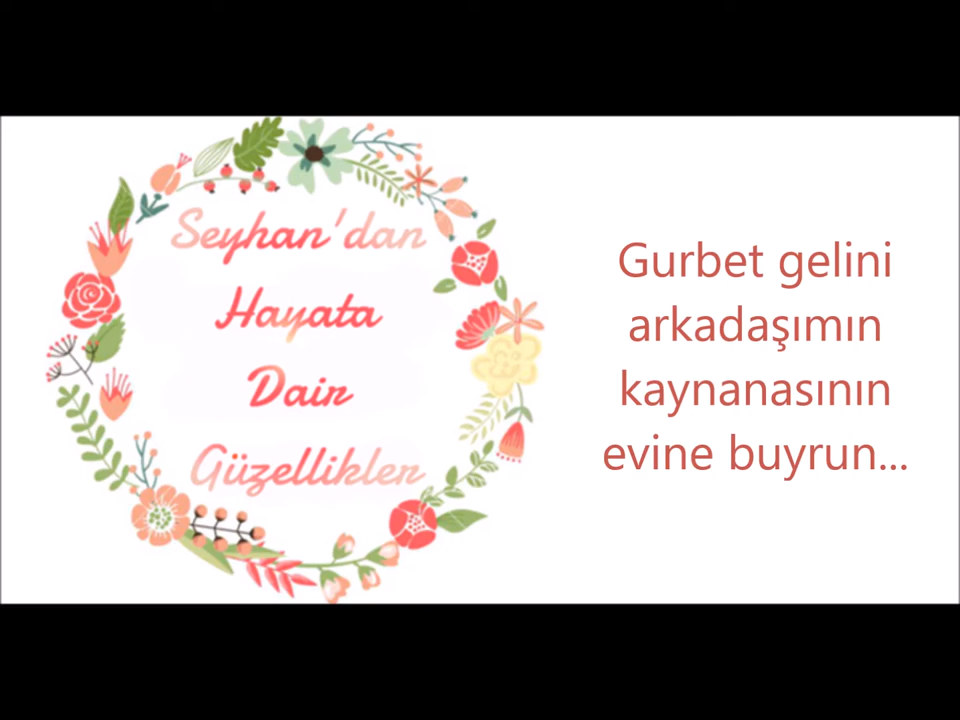 Seyhan'dan
Hayata
Dair
Güzellikler
Gurbet gelini
arkadaşımın
kaynanasının
evine buyrun...